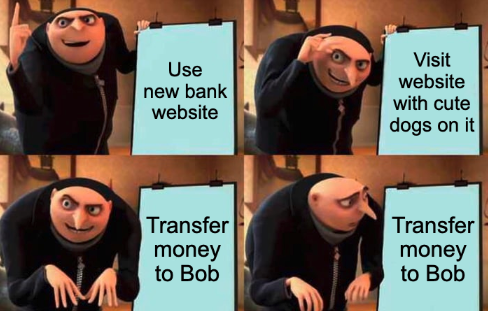 Use
new bank
website
Visit
website
with cute
dogs on it
Transfer
money
to Bob
Transfer
money
to Bob